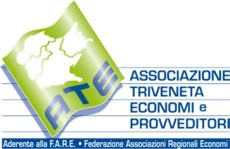 ATE
ASSOCIAZIONE
TRIVENETA
ECONOMI e
PROVVEDITORI
Aderente alla F.A.R.E. • Federazione Associazioni Regionali Economi